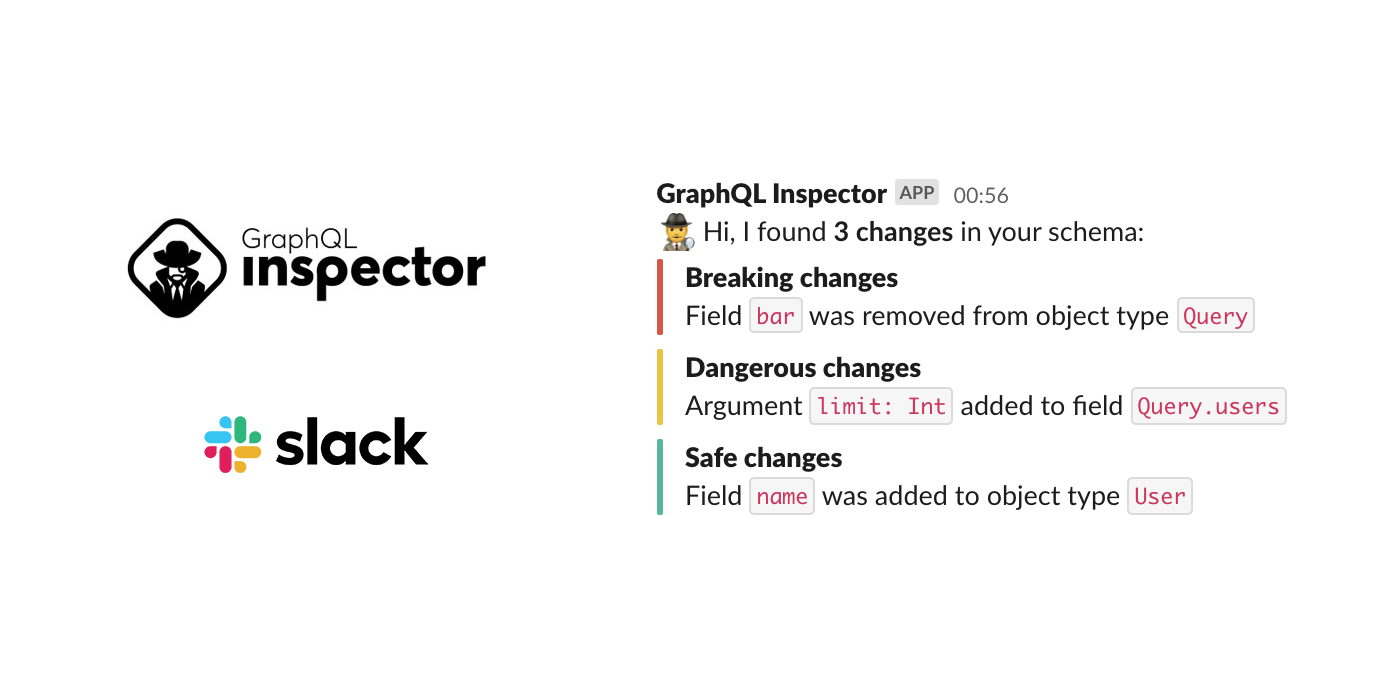 GraphQL
inspector
slack
GraphQL Inspector APP 00:56
Hi, I found 3 changes in your schema:
Breaking changes
Field bar was removed from object type Query
Dangerous changes
Argument limit: Int added to field Query.users
Safe changes
Field name was added to object type User